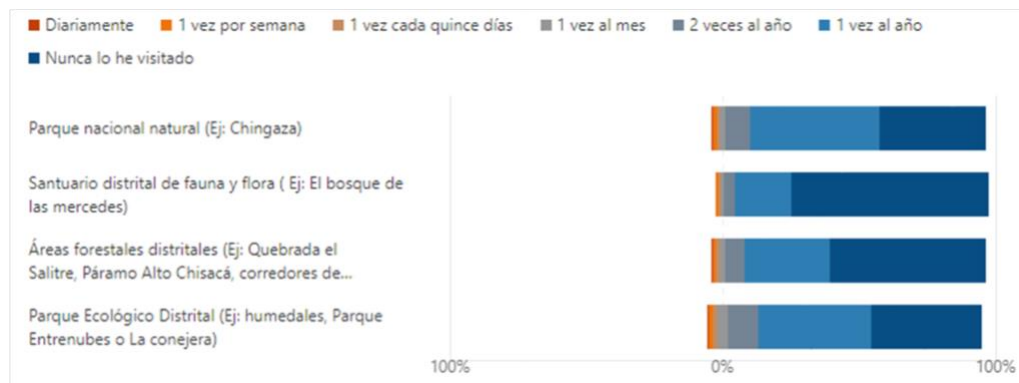 Diariamente 1 vez por semana 1 vez cada quince días 1 vez al mes 2 veces al año 1 vez al año
Nunca lo he visitado
Parque nacional natural (Ej: Chingaza)
Santuario distrital de fauna y flora ( Ej: El bosque de
las mercedes)
Áreas forestales distritales (Ej: Quebrada el
Salitre, Páramo Alto Chisacá, corredores de...
Parque Ecológico Distrital (Ej: humedales, Parque
Entrenubes o La conejera)
100% 0% 100%